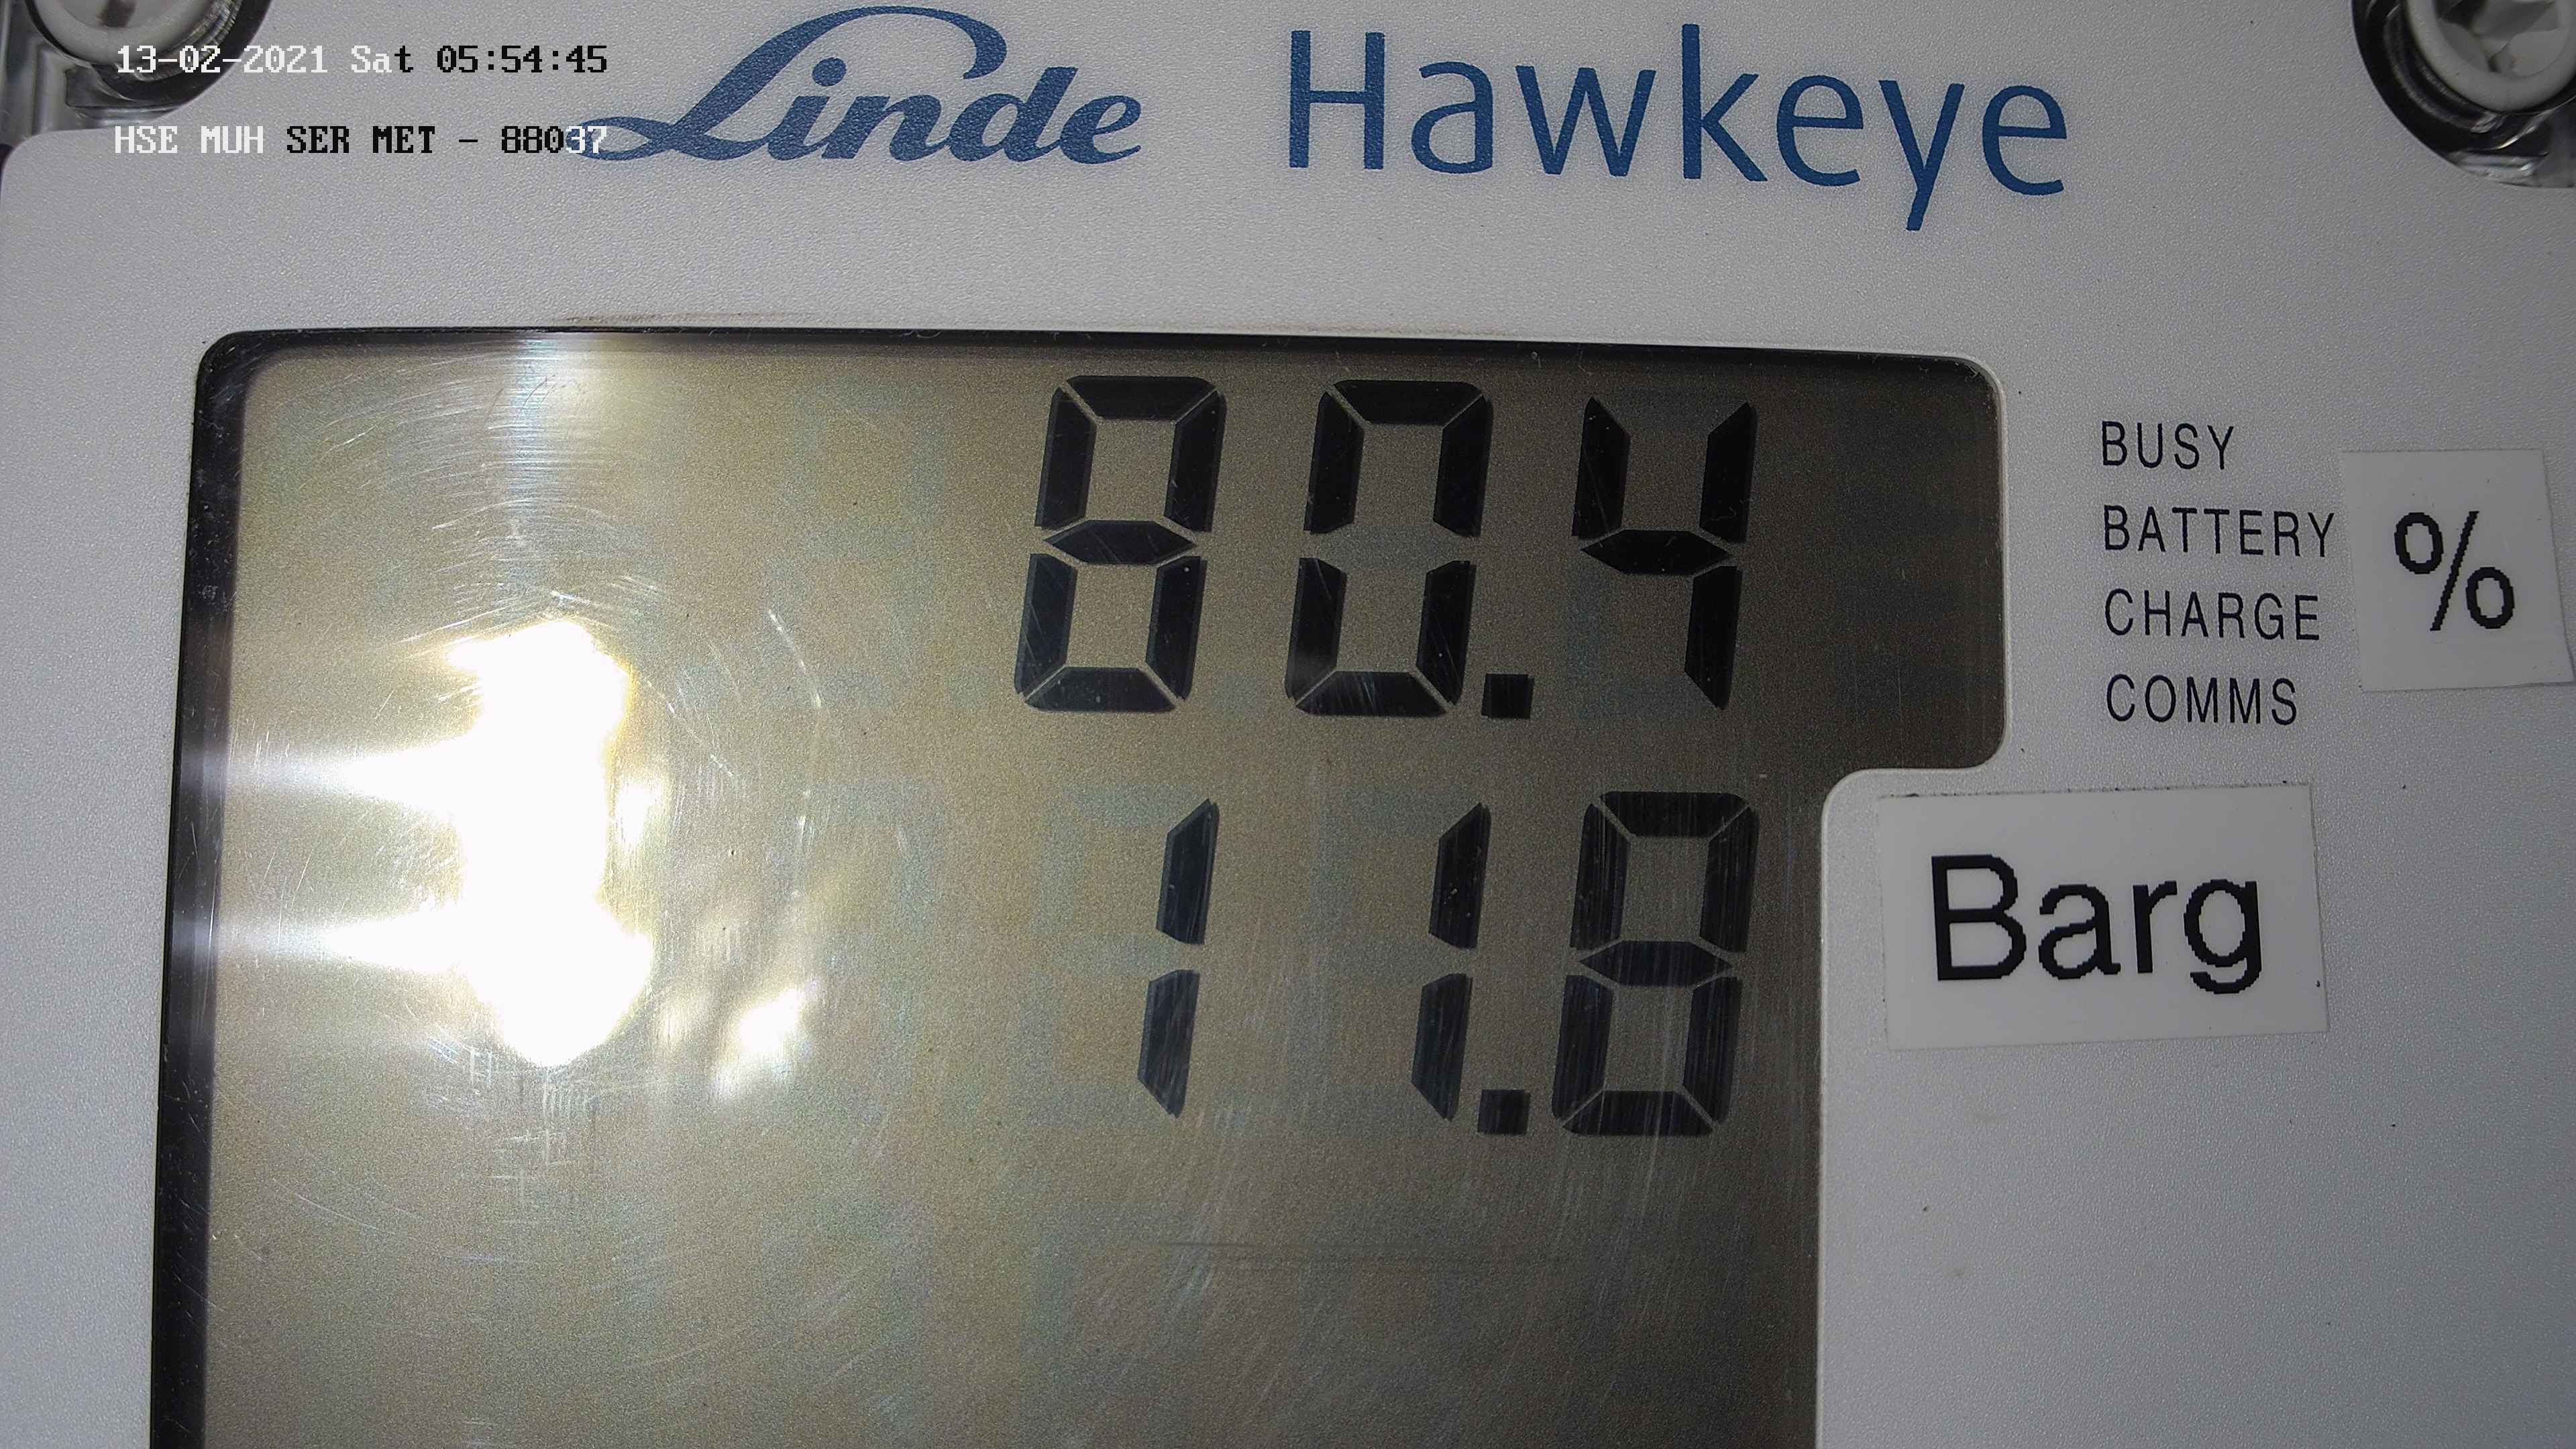 13-02-2021 Sat 05:54:45
HSE MUH SER MET - 88037
Linde Hawkeye
80.4
BUSY
BATTERY
CHARGE
COMMS
%
11.8
Barg